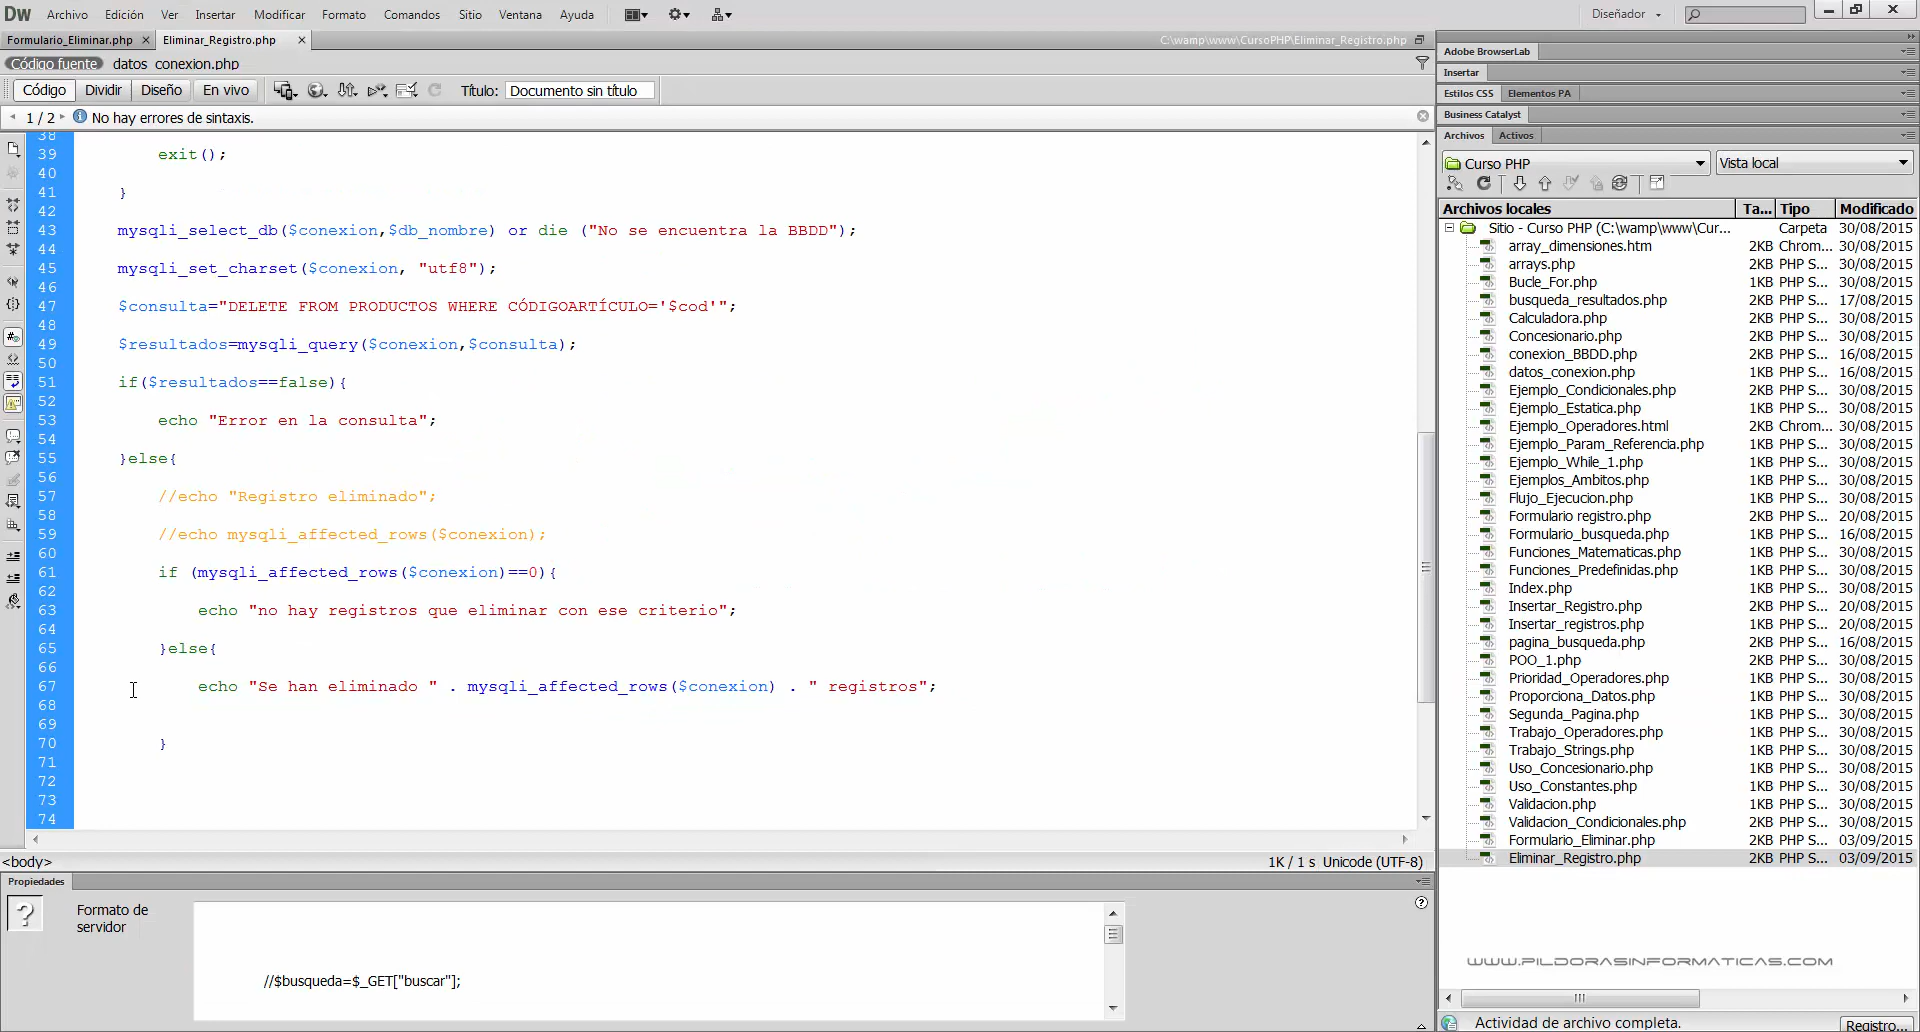 Dw Archivo Edición Ver Insertar Modificar Formato Comandos Sitio Ventana Ayuda Diseñador
Formulario_Eliminar.php × Eliminar_Registro.php × C:\wamp\www\CursoPHP\Eliminar_Registro.php
Código fuente datos_conexion.php
Código Dividir Diseño En vivo Título: Documento sin título
1 / 2 No hay errores de sintaxis.
38
39 exit();
40
41 }
42
43 mysqli_select_db($conexion,$db_nombre) or die ("No se encuentra la BBDD");
44
45 mysqli_set_charset($conexion, "utf8");
46
47 $consulta="DELETE FROM PRODUCTOS WHERE CÓDIGOARTÍCULO='$cod'";
48
49 $resultados=mysqli_query($conexion,$consulta);
50
51 if($resultados==false){
52
53 echo "Error en la consulta";
54
55 }else{
56
57 //echo "Registro eliminado";
58
59 //echo mysqli_affected_rows($conexion);
60
61 if (mysqli_affected_rows($conexion)==0){
62
63 echo "no hay registros que eliminar con ese criterio";
64
65 }else{
66
67 echo "Se han eliminado " . mysqli_affected_rows($conexion) . " registros";
68
69
70 }
71
72
73
74
<body> 1K / 1 s Unicode (UTF-8)
Propiedades
?
Formato de
servidor
//$busqueda=$_GET["buscar"];
Adobe BrowserLab
Insertar
Estilos CSS Elementos PA
Business Catalyst
Archivos Activos
Curso PHP Vista local
Archivos locales Ta... Tipo Modificado
Sitio - Curso PHP (C:\wamp\www\Cur... Carpeta 30/08/2015
array_dimensiones.htm 2KB Chrom... 30/08/2015
arrays.php 2KB PHP S... 30/08/2015
Bucle_For.php 1KB PHP S... 30/08/2015
busqueda_resultados.php 2KB PHP S... 17/08/2015
Calculadora.php 2KB PHP S... 30/08/2015
Concesionario.php 2KB PHP S... 30/08/2015
conexion_BBDD.php 2KB PHP S... 16/08/2015
datos_conexion.php 1KB PHP S... 16/08/2015
Ejemplo_Condicionales.php 2KB PHP S... 30/08/2015
Ejemplo_Estatica.php 1KB PHP S... 30/08/2015
Ejemplo_Operadores.html 2KB Chrom... 30/08/2015
Ejemplo_Param_Referencia.php 1KB PHP S... 30/08/2015
Ejemplo_While_1.php 1KB PHP S... 30/08/2015
Ejemplos_Ambitos.php 1KB PHP S... 30/08/2015
Flujo_Ejecucion.php 1KB PHP S... 30/08/2015
Formulario registro.php 2KB PHP S... 20/08/2015
Formulario_busqueda.php 1KB PHP S... 16/08/2015
Funciones_Matematicas.php 1KB PHP S... 30/08/2015
Funciones_Predefinidas.php 1KB PHP S... 30/08/2015
Index.php 1KB PHP S... 30/08/2015
Insertar_Registro.php 2KB PHP S... 20/08/2015
Insertar_registros.php 2KB PHP S... 20/08/2015
pagina_busqueda.php 2KB PHP S... 16/08/2015
POO_1.php 1KB PHP S... 30/08/2015
Prioridad_Operadores.php 1KB PHP S... 30/08/2015
Proporciona_Datos.php 1KB PHP S... 30/08/2015
Segunda_Pagina.php 1KB PHP S... 30/08/2015
Trabajo_Operadores.php 1KB PHP S... 30/08/2015
Trabajo_Strings.php 1KB PHP S... 30/08/2015
Uso_Concesionario.php 1KB PHP S... 30/08/2015
Uso_Constantes.php 1KB PHP S... 30/08/2015
Validacion.php 1KB PHP S... 30/08/2015
Validacion_Condicionales.php 2KB PHP S... 30/08/2015
Formulario_Eliminar.php 2KB PHP S... 03/09/2015
Eliminar_Registro.php 2KB PHP S... 03/09/2015
WWW.PILDORASINFORMATICAS.COM
Actividad de archivo completa. Registro...